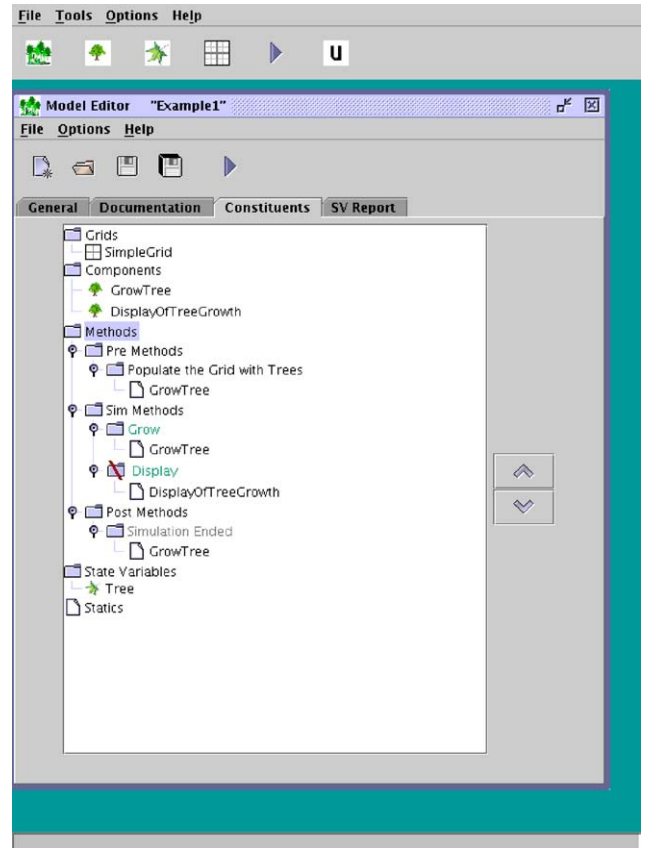 File Tools Options Help
U
Model Editor "Example1"
File Options Help
General Documentation Constituents SV Report
Grids
SimpleGrid
Components
GrowTree
DisplayOfTreeGrowth
Methods
Pre Methods
Populate the Grid with Trees
GrowTree
Sim Methods
Grow
GrowTree
Display
DisplayOfTreeGrowth
Post Methods
Simulation Ended
GrowTree
State Variables
Tree
Statics